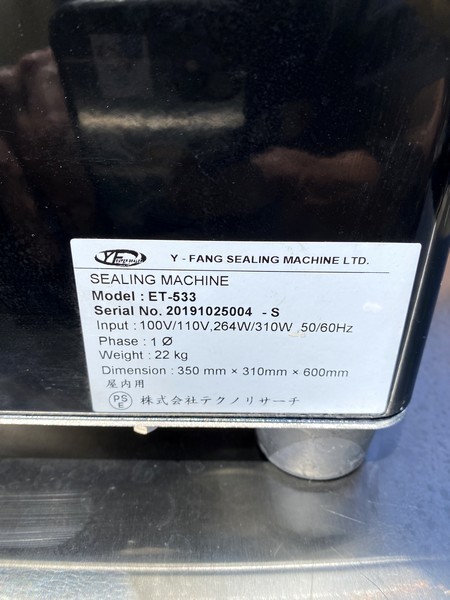 Y - FANG SEALING MACHINE LTD.
SEALING MACHINE
Model : ET-533
Serial No. 20191025004 - S
Input : 100V/110V,264W/310W 50/60Hz
Phase : 1 Ø
Weight : 22 kg
Dimension : 350 mm × 310mm × 600mm
屋内用
PS E 株式会社テクノリサーチ